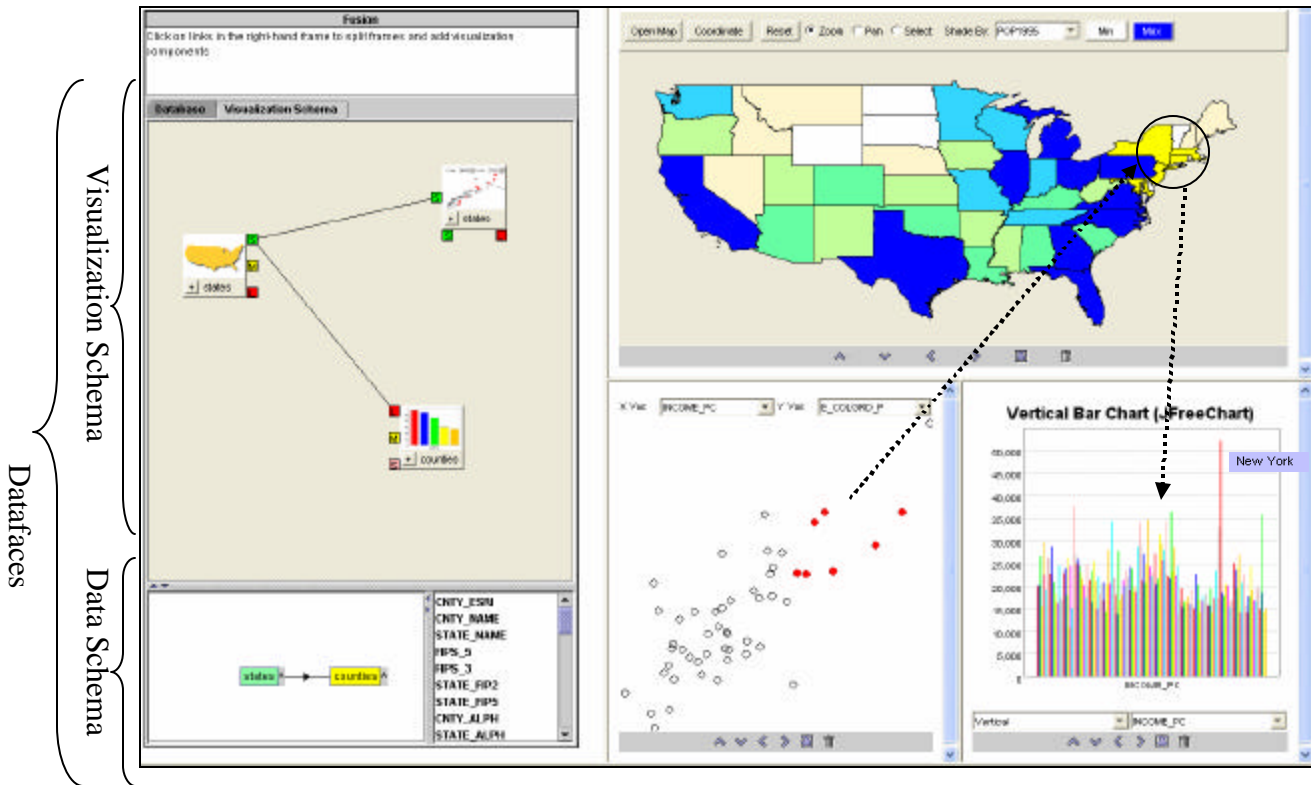 Datafaces
Visualization Schema
Data Schema
Fusion
Click on links in the right-hand frame to split frames and add visualization
components
Database
Visualization Schema
states
S
M
L
states
S
S
L
L
M
S
counties
states
counties
CNTY_ESRI
CNTY_NAME
STATE_NAME
FIPS_5
FIPS_3
STATE_FIP2
STATE_FIPS
CNTY_ALPH
STATE_ALPH
Open Map
Coordinate
Reset
Zoom
Pan
Select
Shade By:
POP1995
Min
Max
X Var:
INCOME_PC
Y Var:
E_COLGRD_P
Vertical Bar Chart (JFreeChart)
New York
50,000
45,000
40,000
35,000
30,000
25,000
20,000
15,000
10,000
5,000
0
INCOME_PC
Vertical
INCOME_PC